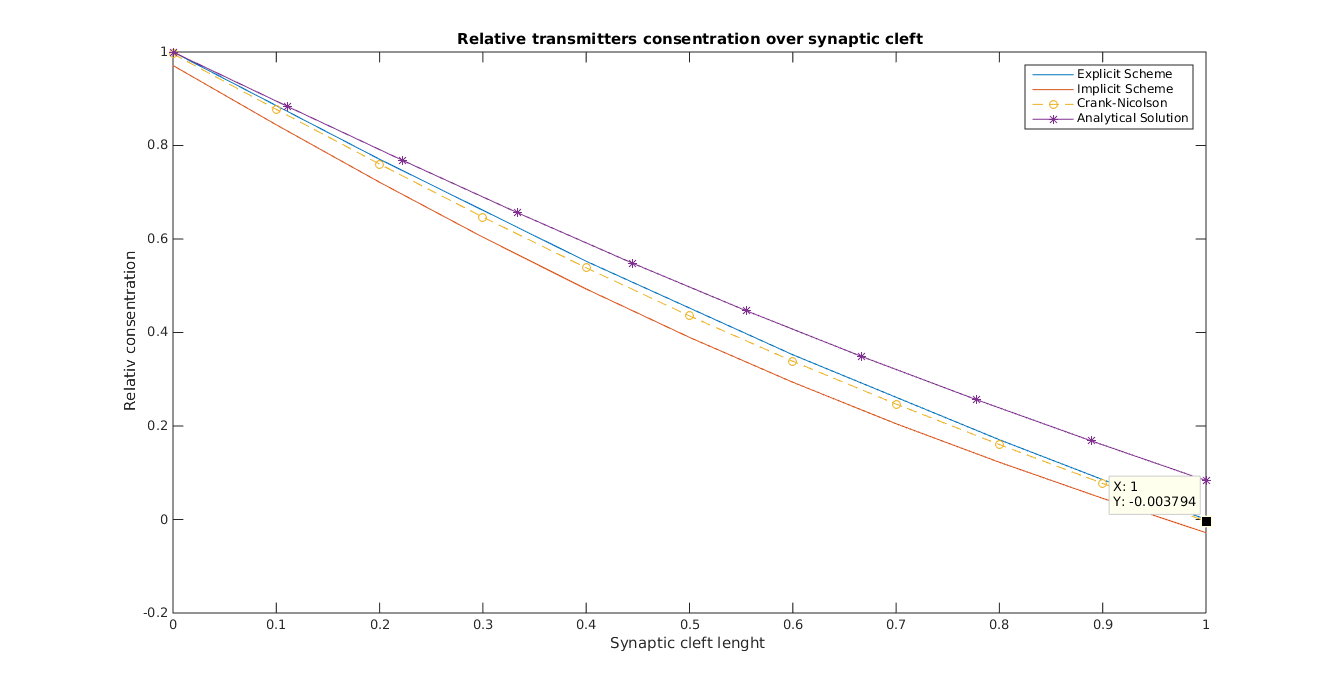 Relative transmitters consentration over synaptic cleft
Explicit Scheme
Implicit Scheme
Crank-Nicolson
Analytical Solution
Relativ consentration
1
0.8
0.6
0.4
0.2
0
-0.2
X: 1
Y: -0.003794
0 0.1 0.2 0.3 0.4 0.5 0.6 0.7 0.8 0.9 1
Synaptic cleft lenght